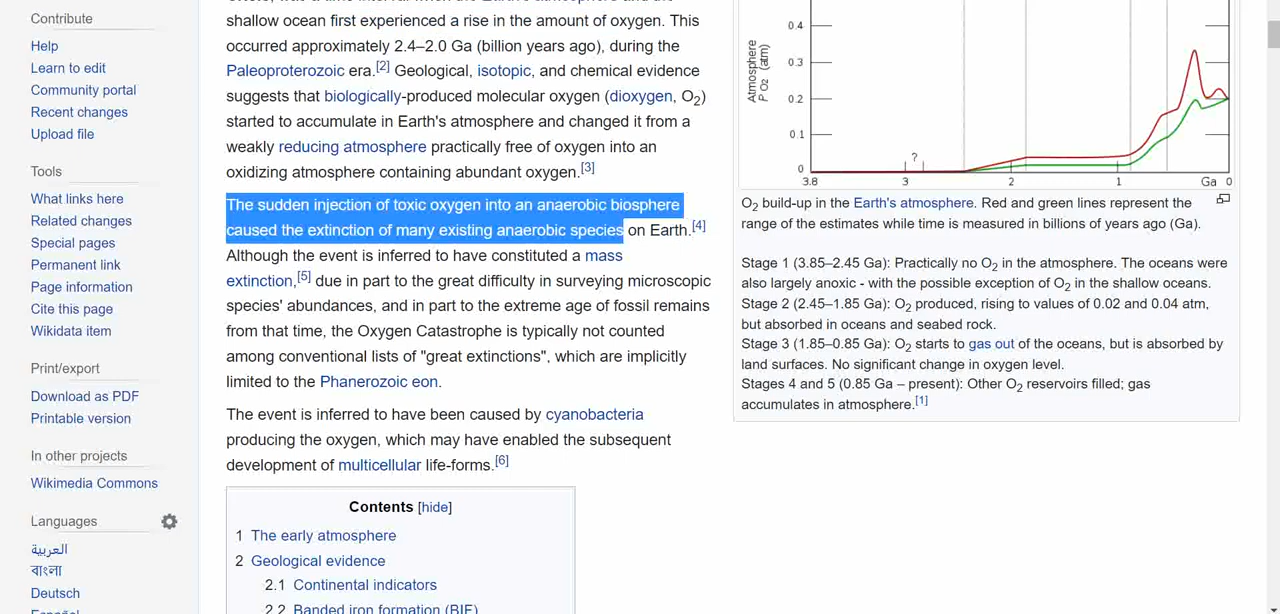 Contribute
Help
Learn to edit
Community portal
Recent changes
Upload file
Tools
What links here
Related changes
Special pages
Permanent link
Page information
Cite this page
Wikidata item
Print/export
Download as PDF
Printable version
In other projects
Wikimedia Commons
Languages
العربية
বাংলা
Deutsch
shallow ocean first experienced a rise in the amount of oxygen. This
occurred approximately 2.4–2.0 Ga (billion years ago), during the
Paleoproterozoic era.[2] Geological, isotopic, and chemical evidence
suggests that biologically-produced molecular oxygen (dioxygen, O2)
started to accumulate in Earth's atmosphere and changed it from a
weakly reducing atmosphere practically free of oxygen into an
oxidizing atmosphere containing abundant oxygen.[3]
The sudden injection of toxic oxygen into an anaerobic biosphere
caused the extinction of many existing anaerobic species on Earth.[4]
Although the event is inferred to have constituted a mass
extinction,[5] due in part to the great difficulty in surveying microscopic
species' abundances, and in part to the extreme age of fossil remains
from that time, the Oxygen Catastrophe is typically not counted
among conventional lists of "great extinctions", which are implicitly
limited to the Phanerozoic eon.
The event is inferred to have been caused by cyanobacteria
producing the oxygen, which may have enabled the subsequent
development of multicellular life-forms.[6]
Contents [hide]
1 The early atmosphere
2 Geological evidence
2.1 Continental indicators
2.2 Banded iron formation (BIF)
Atmosphere
P O2 (atm)
0.4
0.3
0.2
0.1
0
?
3.8 3 2 1 Ga 0
O2 build-up in the Earth's atmosphere. Red and green lines represent the
range of the estimates while time is measured in billions of years ago (Ga).
Stage 1 (3.85–2.45 Ga): Practically no O2 in the atmosphere. The oceans were
also largely anoxic - with the possible exception of O2 in the shallow oceans.
Stage 2 (2.45–1.85 Ga): O2 produced, rising to values of 0.02 and 0.04 atm,
but absorbed in oceans and seabed rock.
Stage 3 (1.85–0.85 Ga): O2 starts to gas out of the oceans, but is absorbed by
land surfaces. No significant change in oxygen level.
Stages 4 and 5 (0.85 Ga – present): Other O2 reservoirs filled; gas
accumulates in atmosphere.[1]